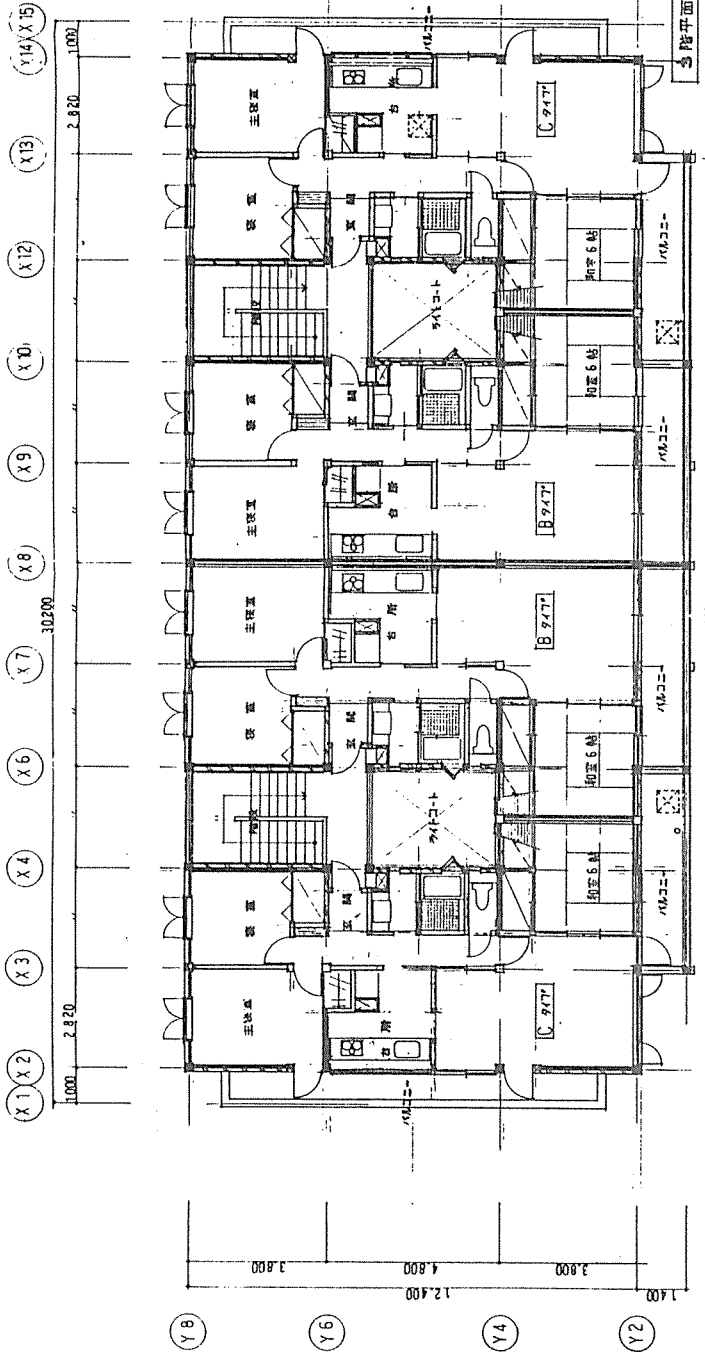 X1 X2 X3 X4 X6 X7 X8 X9 X10 X12 X13 Y14 X15
30,200
1,000 2,820 2,820 1,000
Y8
Y6
Y4
Y2
3,800
4,800
3,800
12,400
1,400
主寝室 寝室 階段 寝室 主寝室 主寝室 寝室 階段 寝室 主寝室
玄関 玄関 玄関 玄関
台所 台所 台所 台所
ライトコート ライトコート
Cタイプ Bタイプ Bタイプ Cタイプ
和室6帖 和室6帖 和室6帖 和室6帖
バルコニー バルコニー バルコニー バルコニー
バルコニー バルコニー
3階平面